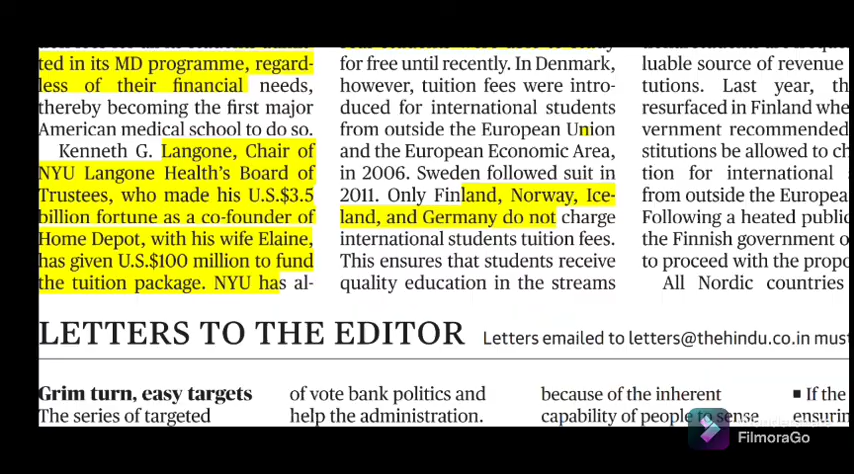 ted in its MD programme, regard-
less of their financial needs,
thereby becoming the first major
American medical school to do so.
Kenneth G. Langone, Chair of
NYU Langone Health's Board of
Trustees, who made his U.S.$3.5
billion fortune as a co-founder of
Home Depot, with his wife Elaine,
has given U.S.$100 million to fund
the tuition package. NYU has al-
for free until recently. In Denmark,
however, tuition fees were intro-
duced for international students
from outside the European Union
and the European Economic Area,
in 2006. Sweden followed suit in
2011. Only Finland, Norway, Ice-
land, and Germany do not charge
international students tuition fees.
This ensures that students receive
quality education in the streams
luable source of revenue
tutions. Last year, th
resurfaced in Finland whe
vernment recommended
stitutions be allowed to ch
tion for international
from outside the Europea
Following a heated public
the Finnish government o
to proceed with the propo
All Nordic countries
LETTERS TO THE EDITOR
Letters emailed to letters@thehindu.co.in must
Grim turn, easy targets
The series of targeted
of vote bank politics and
help the administration.
because of the inherent
capability of people to sense
■ If the
ensurin
FilmoraGo